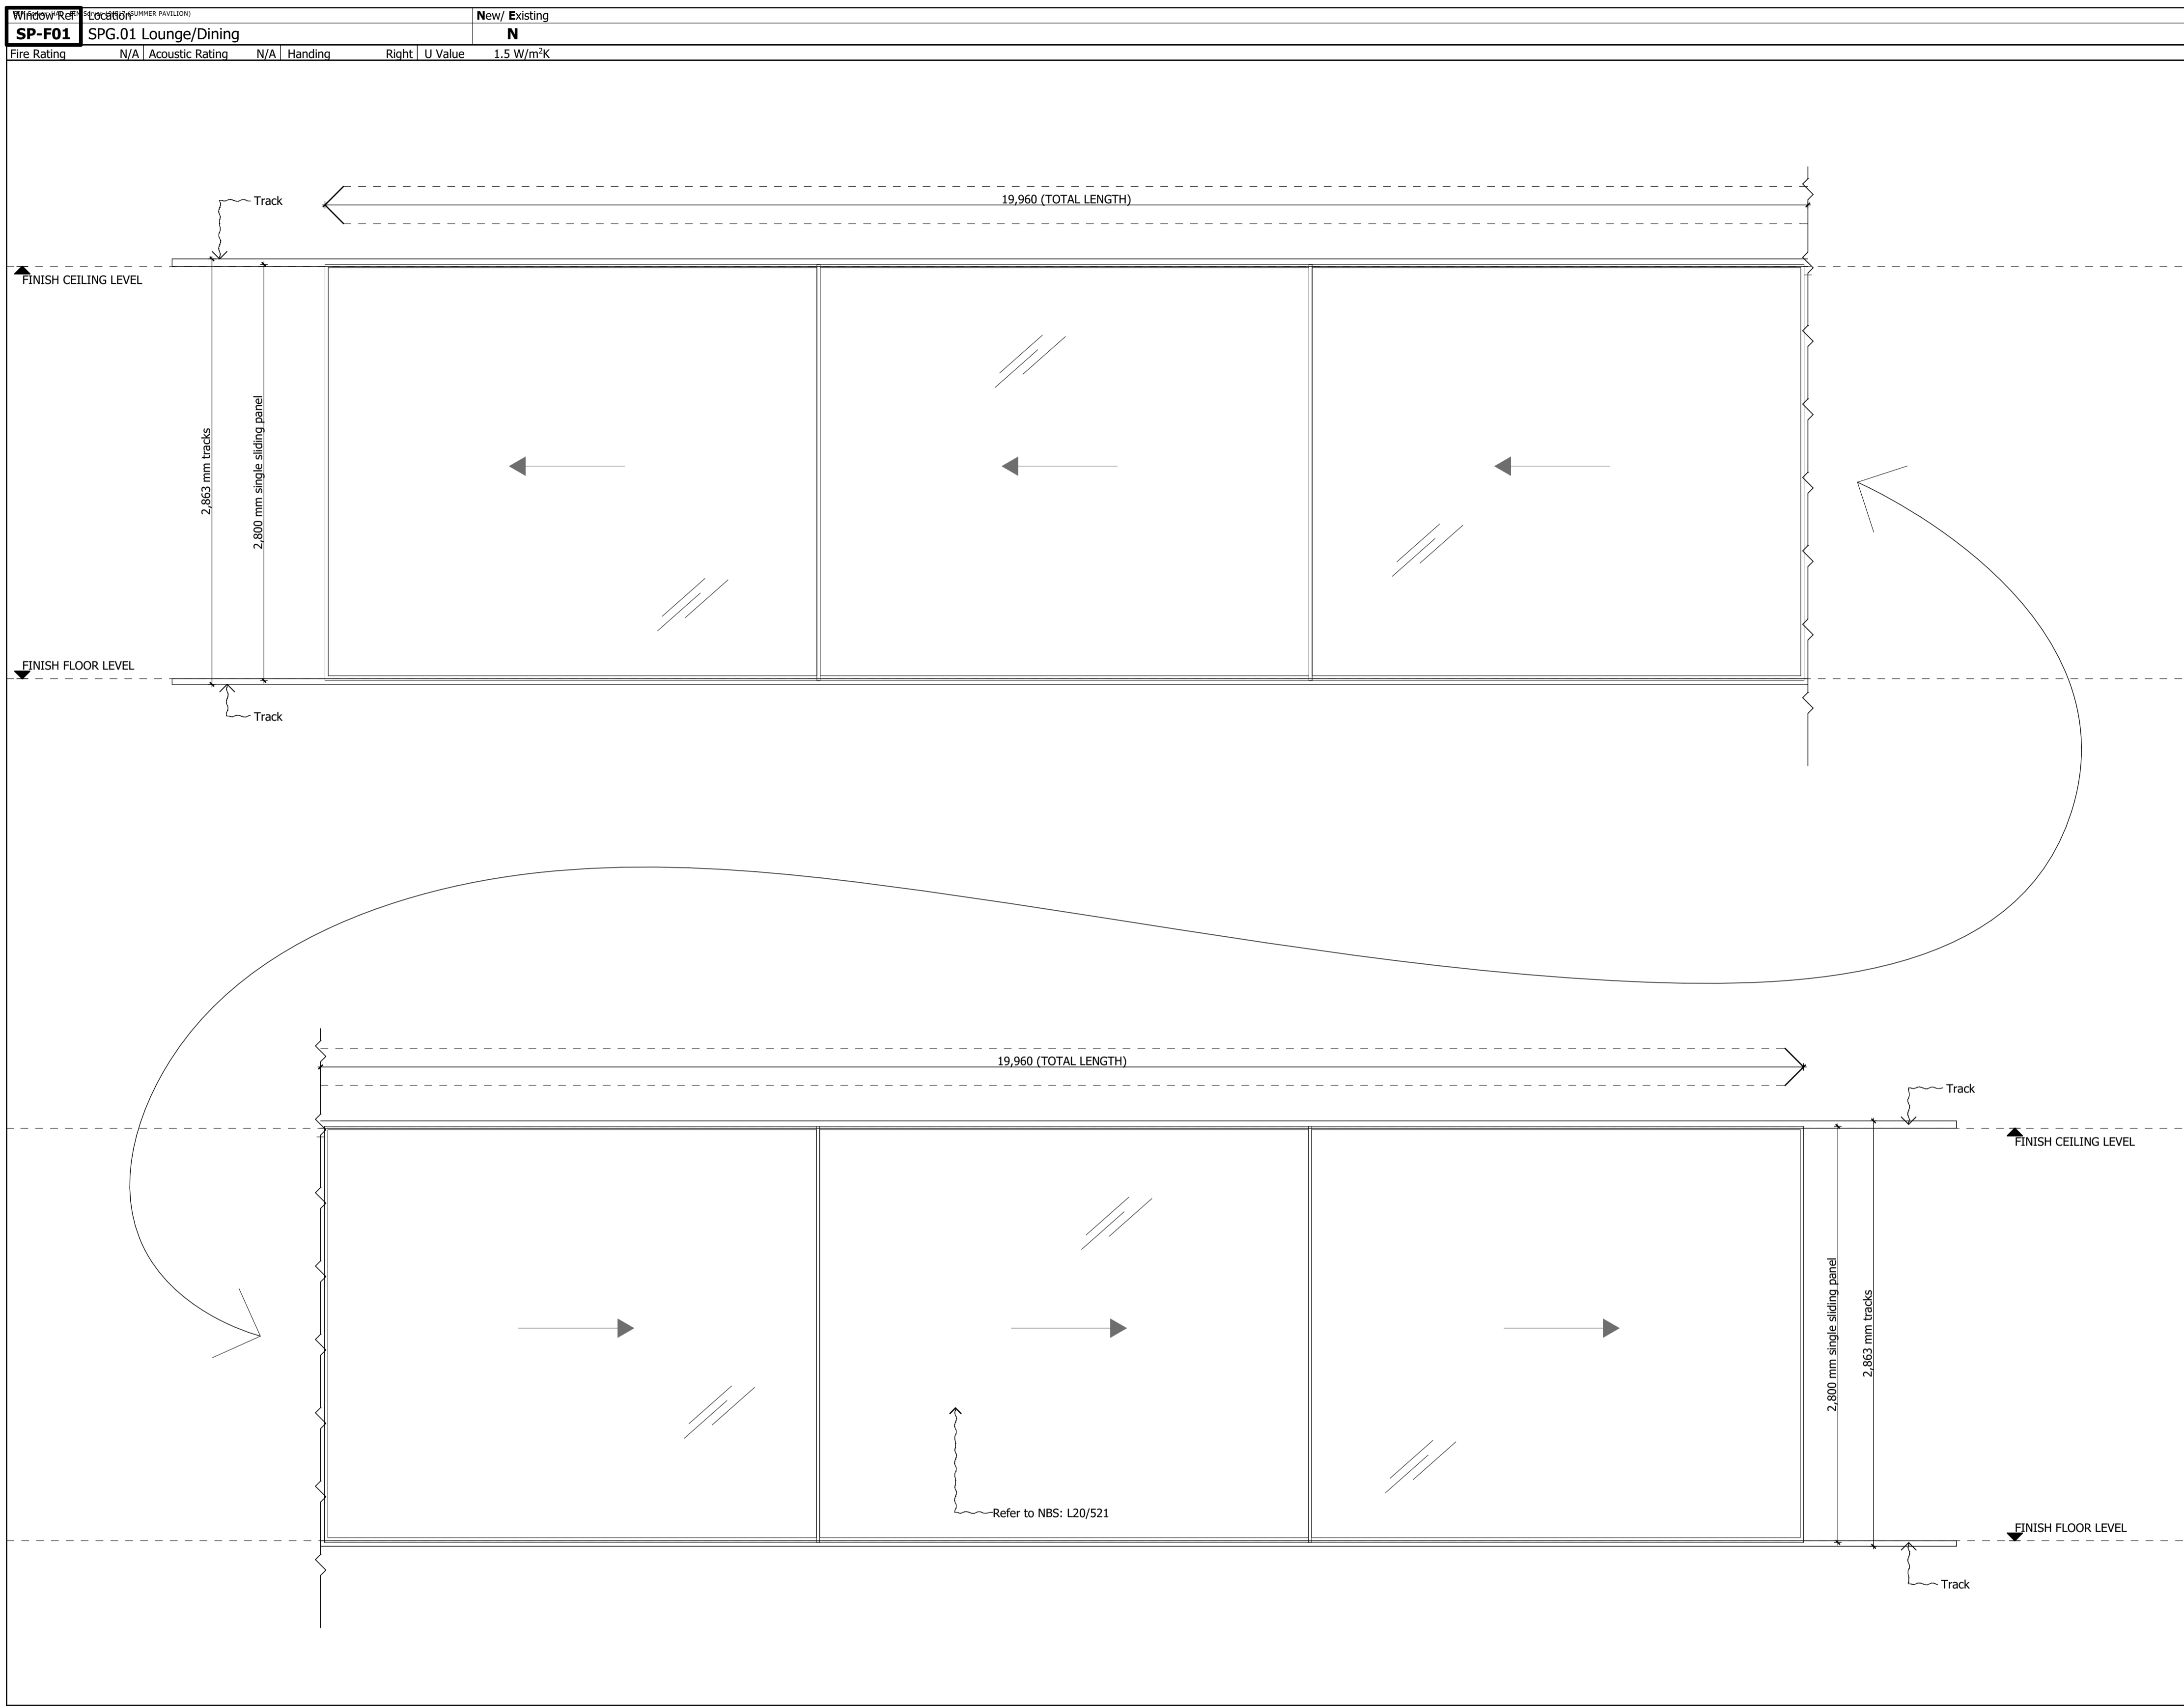 Window Ref
Location
(SUMMER PAVILION)
New/ Existing
SP-F01
SPG.01 Lounge/Dining
N
Fire Rating N/A Acoustic Rating N/A Handing Right U Value 1.5 W/m²K
Track
19,960 (TOTAL LENGTH)
FINISH CEILING LEVEL
2,863 mm tracks
2,800 mm single sliding panel
FINISH FLOOR LEVEL
Track
19,960 (TOTAL LENGTH)
Track
FINISH CEILING LEVEL
2,800 mm single sliding panel
2,863 mm tracks
Refer to NBS: L20/521
FINISH FLOOR LEVEL
Track